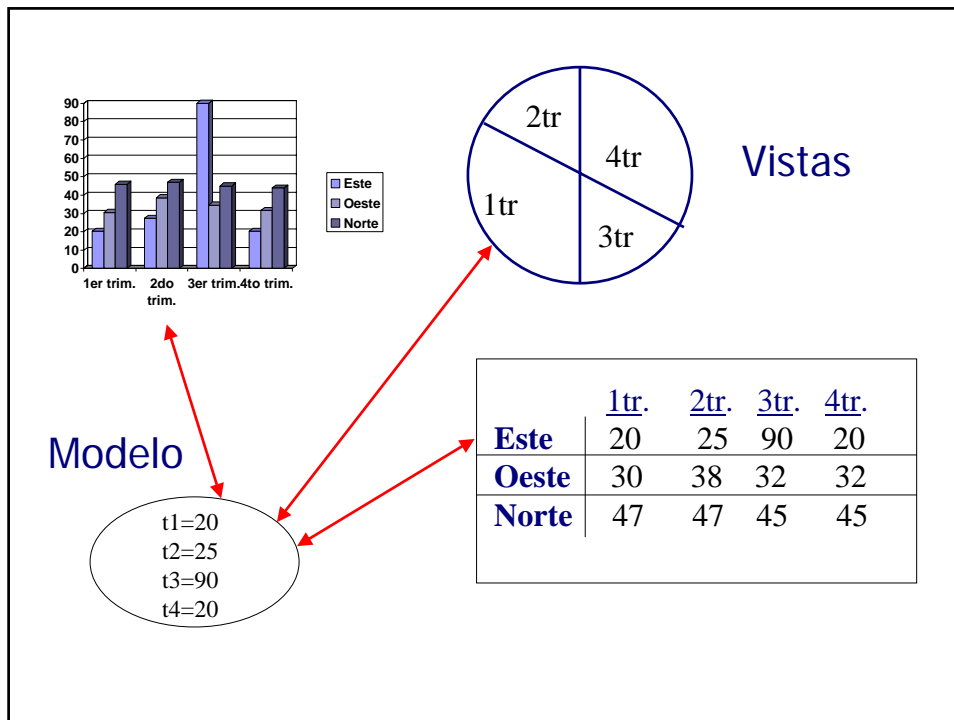 90
80
70
60
50
40
30
20
10
0
1er trim.
2do
trim.
3er trim.
4to trim.
Este
Oeste
Norte
2tr
4tr
1tr
3tr
Vistas
Modelo
t1=20
t2=25
t3=90
t4=20
1tr. 2tr. 3tr. 4tr.
Este 20 25 90 20
Oeste 30 38 32 32
Norte 47 47 45 45